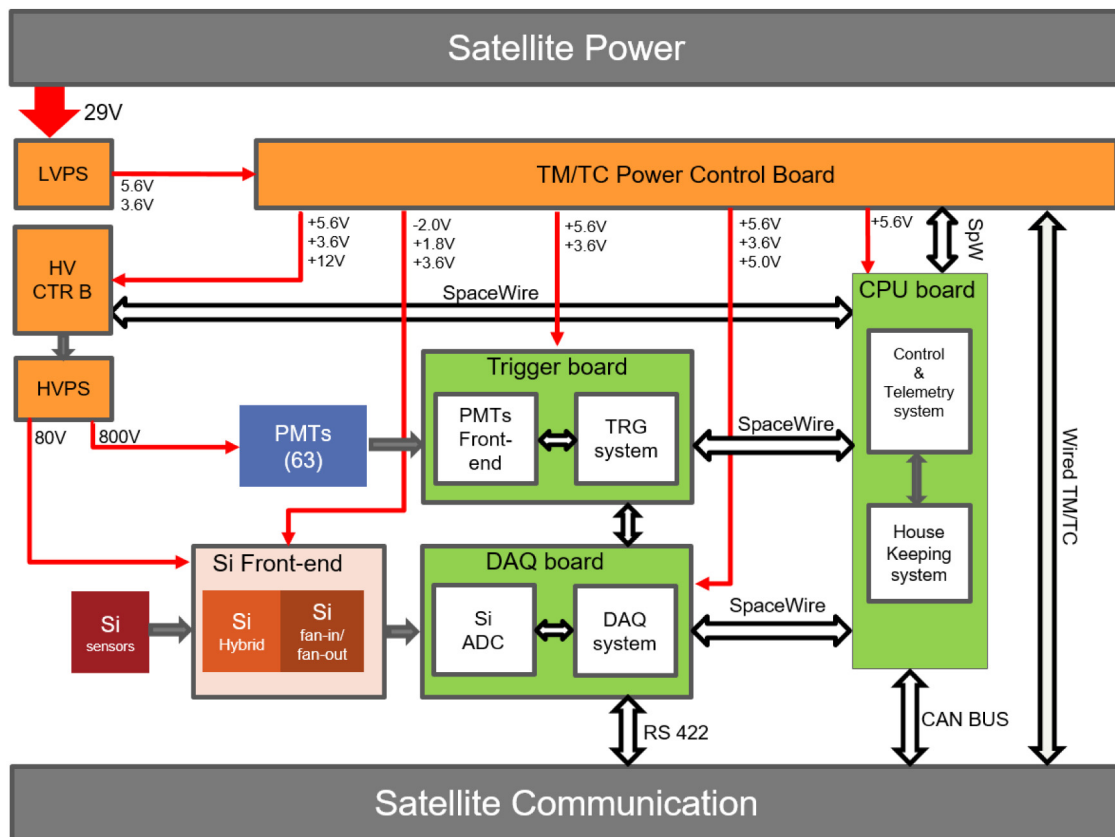 Satellite Power
29V
LVPS
5.6V
3.6V
TM/TC Power Control Board
+5.6V
+3.6V
+12V
-2.0V
+1.8V
+3.6V
+5.6V
+3.6V
+5.6V
+3.6V
+5.0V
+5.6V
SpW
HV
CTR B
SpaceWire
CPU board
Control
&
Telemetry
system
House
Keeping
system
Wired TM/TC
HVPS
80V
800V
PMTs
(63)
Trigger board
PMTs
Front-
end
TRG
system
SpaceWire
Si Front-end
Si
Hybrid
Si
fan-in/
fan-out
Si
sensors
DAQ board
Si
ADC
DAQ
system
SpaceWire
RS 422
CAN BUS
Satellite Communication